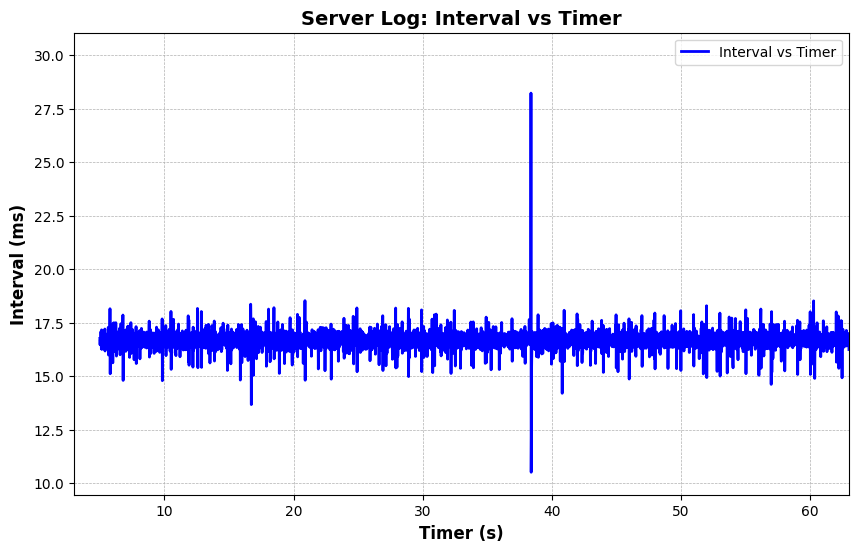 Server Log: Interval vs Timer
Interval vs Timer
30.0
27.5
25.0
22.5
20.0
17.5
15.0
12.5
10.0
Interval (ms)
10 20 30 40 50 60
Timer (s)